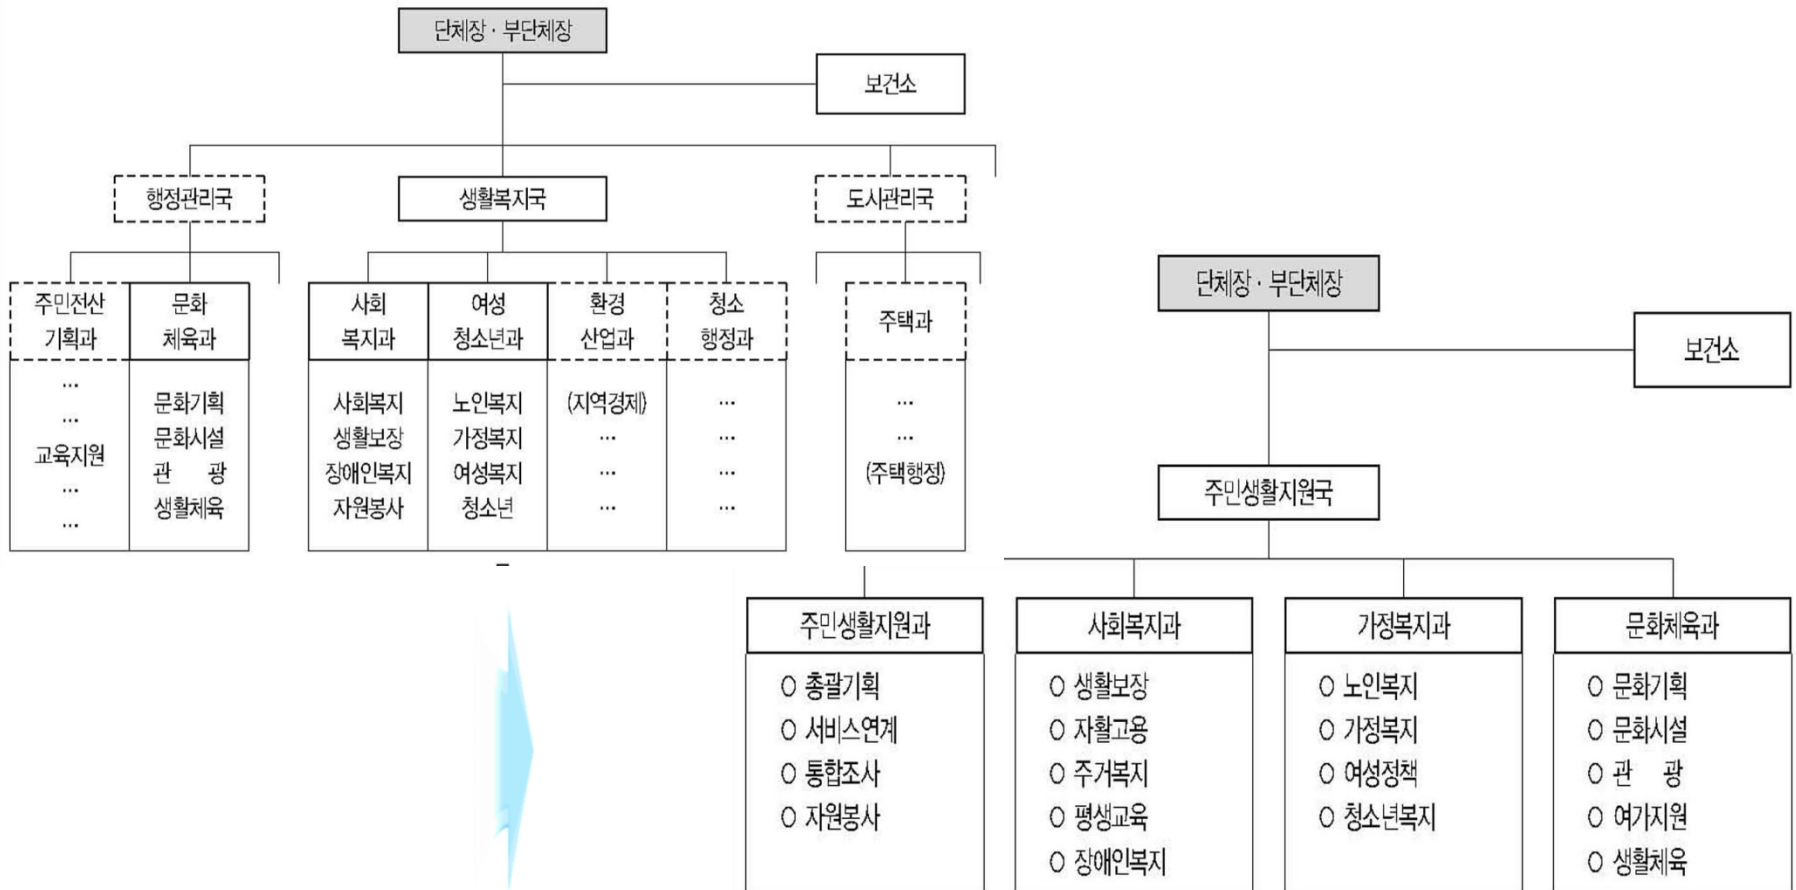 단체장 · 부단체장
보건소
행정관리국
생활복지국
도시관리국
주민전산
기획과
...
...
교육지원
...
...
문화
체육과
문화기획
문화시설
관 광
생활체육
사회
복지과
사회복지
생활보장
장애인복지
자원봉사
여성
청소년과
노인복지
가정복지
여성복지
청소년
환경
산업과
(지역경제)
...
...
...
청소
행정과
...
...
...
...
주택과
...
...
(주택행정)
단체장 · 부단체장
보건소
주민생활지원국
주민생활지원과
○ 총괄기획
○ 서비스연계
○ 통합조사
○ 자원봉사
사회복지과
○ 생활보장
○ 자활고용
○ 주거복지
○ 평생교육
○ 장애인복지
가정복지과
○ 노인복지
○ 가정복지
○ 여성정책
○ 청소년복지
문화체육과
○ 문화기획
○ 문화시설
○ 관 광
○ 여가지원
○ 생활체육